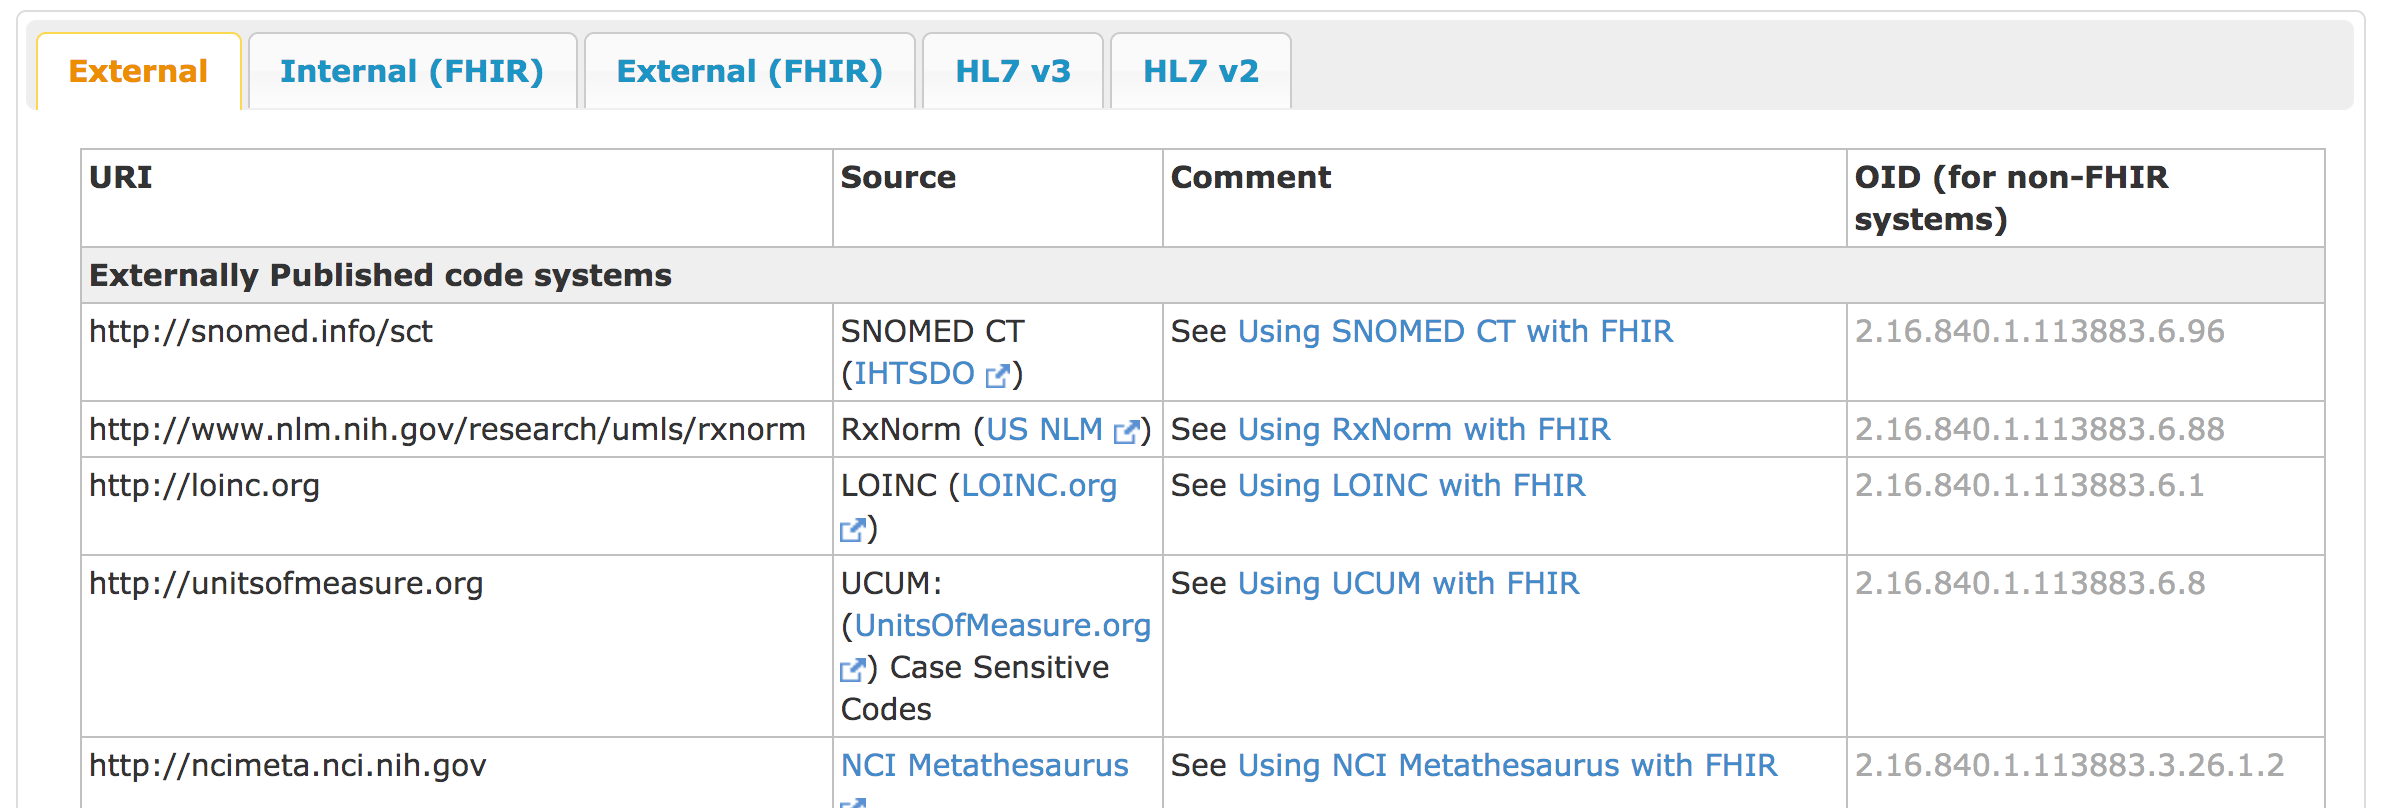 External
Internal (FHIR)
External (FHIR)
HL7 v3
HL7 v2
URI
Source
Comment
OID (for non-FHIR
systems)
Externally Published code systems
http://snomed.info/sct
SNOMED CT
(IHTSDO )
See Using SNOMED CT with FHIR
2.16.840.1.113883.6.96
http://www.nlm.nih.gov/research/umls/rxnorm
RxNorm (US NLM )
See Using RxNorm with FHIR
2.16.840.1.113883.6.88
http://loinc.org
LOINC (LOINC.org
)
See Using LOINC with FHIR
2.16.840.1.113883.6.1
http://unitsofmeasure.org
UCUM:
(UnitsOfMeasure.org
) Case Sensitive
Codes
See Using UCUM with FHIR
2.16.840.1.113883.6.8
http://ncimeta.nci.nih.gov
NCI Metathesaurus
See Using NCI Metathesaurus with FHIR
2.16.840.1.113883.3.26.1.2